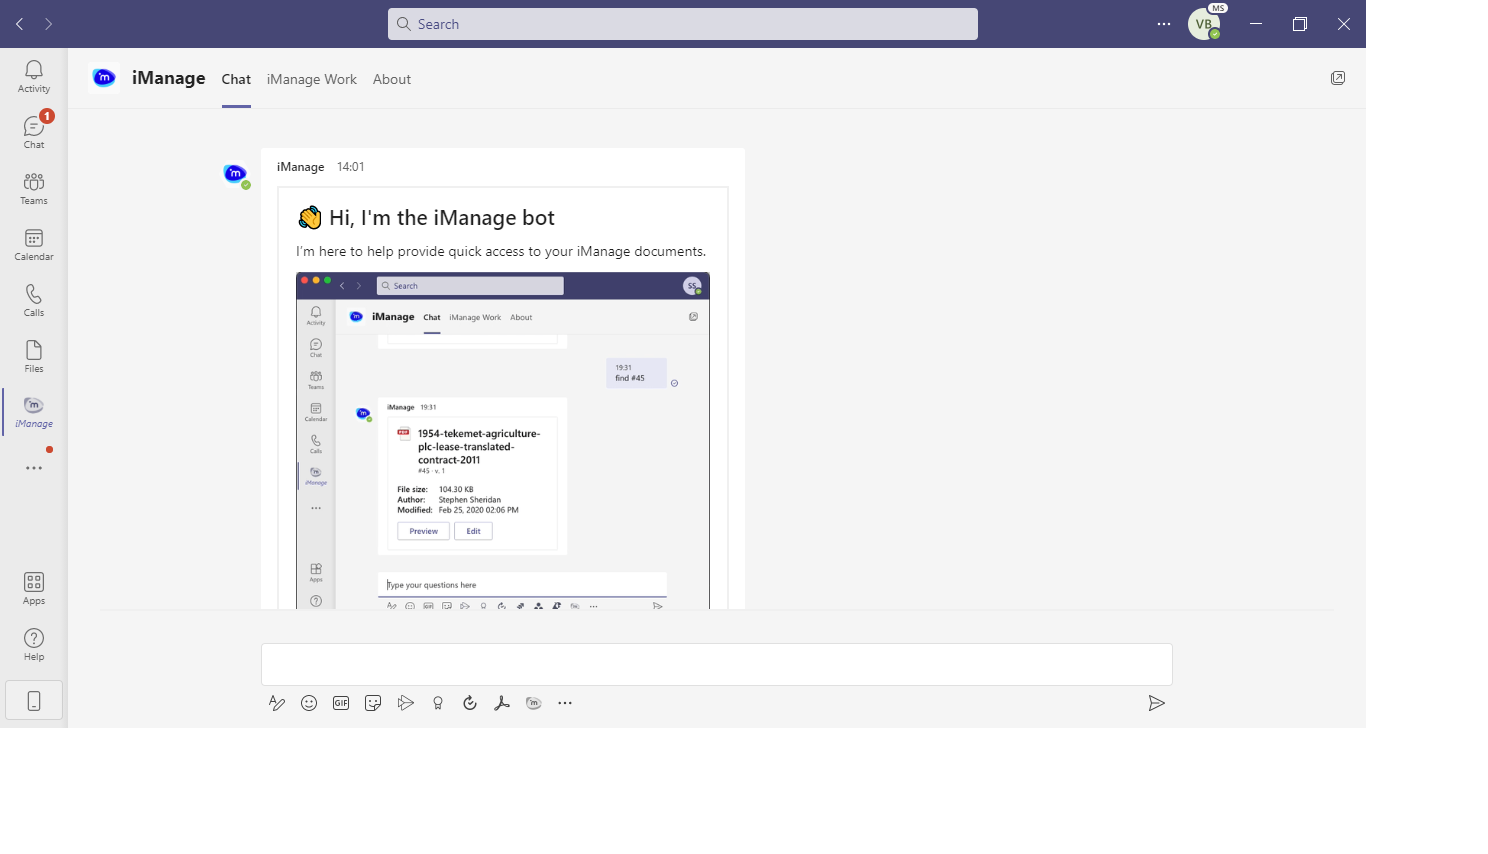 Search
MS
VB
Activity
1
Chat
Teams
Calendar
Calls
Files
iManage
Apps
Help
iManage
Chat
iManage Work
About
iManage 14:01
Hi, I'm the iManage bot
I'm here to help provide quick access to your iManage documents.
Search
SS
Activity
Chat
Teams
Calendar
Calls
iManage
Apps
iManage
Chat
iManage Work
About
19:31
find #45
iManage 19:31
PDF
1954-tekemet-agriculture-
plc-lease-translated-
contract-2011
#45 · v. 1
File size: 104.30 KB
Author: Stephen Sheridan
Modified: Feb 25, 2020 02:06 PM
Preview
Edit
Type your questions here
GIF
GIF